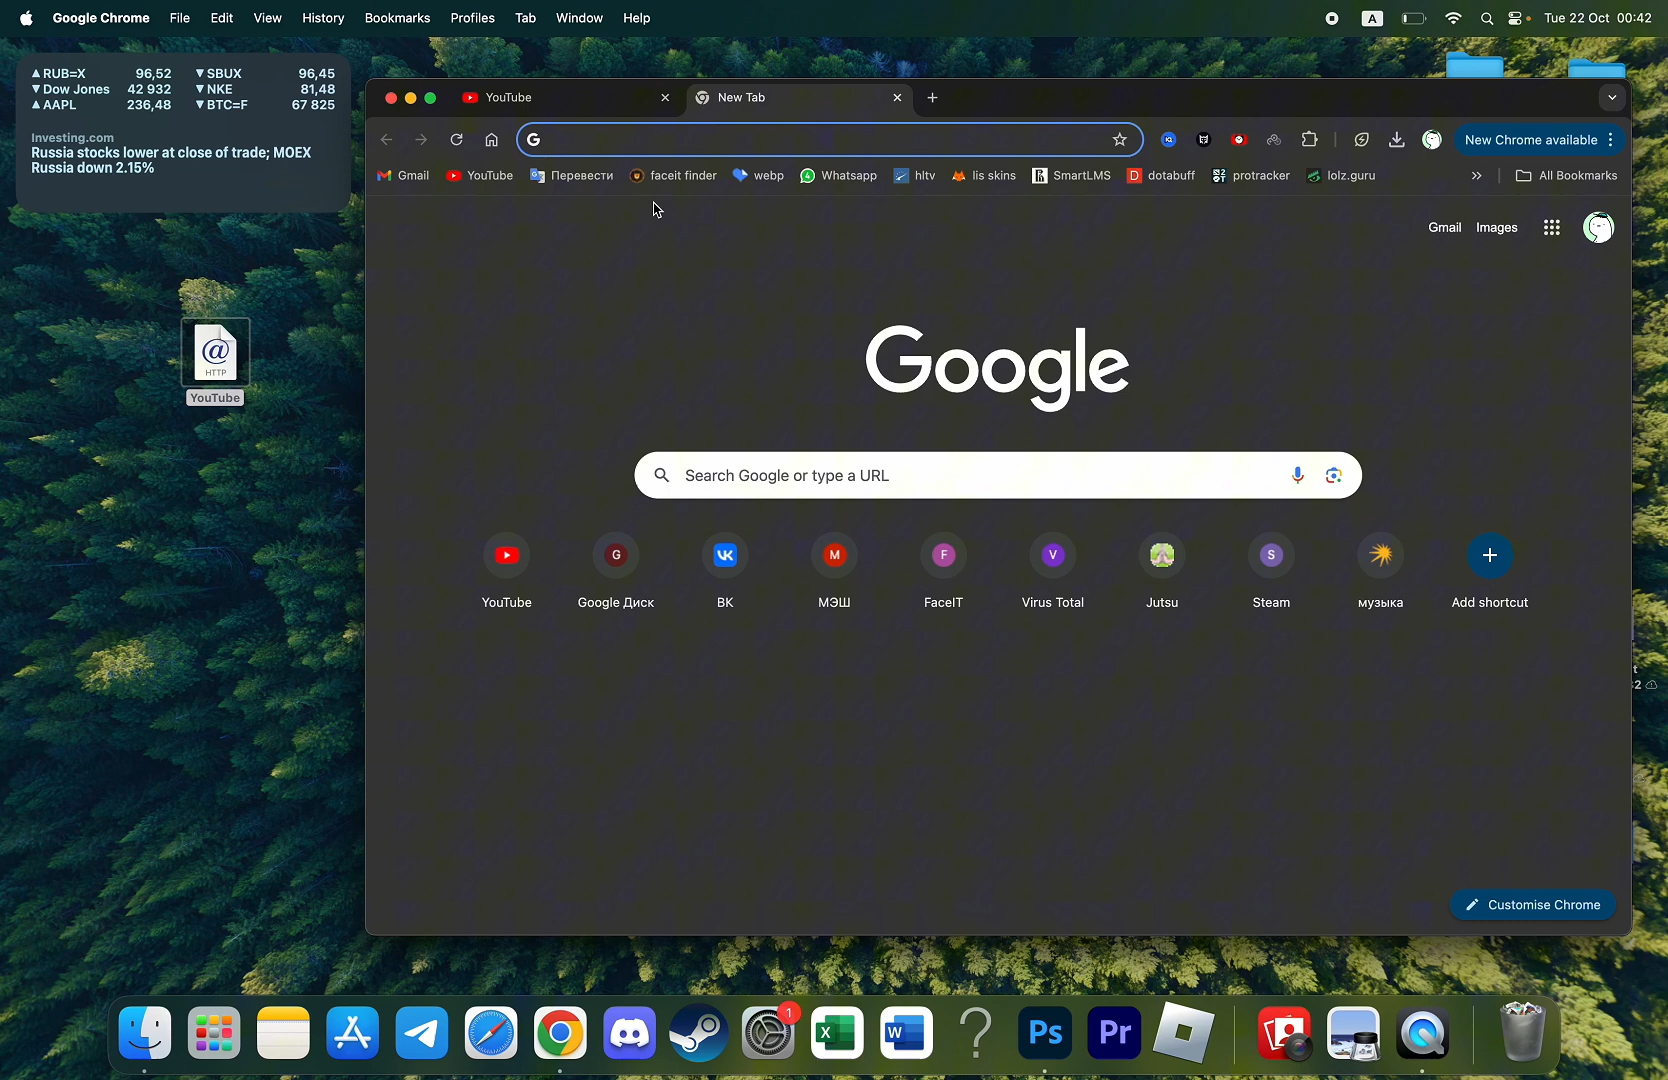 Google Chrome File Edit View History Bookmarks Profiles Tab Window Help
A Tue 22 Oct 00:42
▲RUB=X 96,52 ▼SBUX 96,45
▼Dow Jones 42 932 ▼NKE 81,48
▲AAPL 236,48 ▼BTC=F 67 825
Investing.com
Russia stocks lower at close of trade; MOEX
Russia down 2.15%
YouTube New Tab
G New Chrome available
Gmail YouTube Перевести faceit finder webp Whatsapp hltv lis skins SmartLMS dotabuff protracker lolz.guru » All Bookmarks
Gmail Images
HTTP
YouTube
Google
Search Google or type a URL
G M F V S
YouTube Google Диск ВК МЭШ FaceIT Virus Total Jutsu Steam музыка Add shortcut
Customise Chrome
1
X W ? Ps Pr